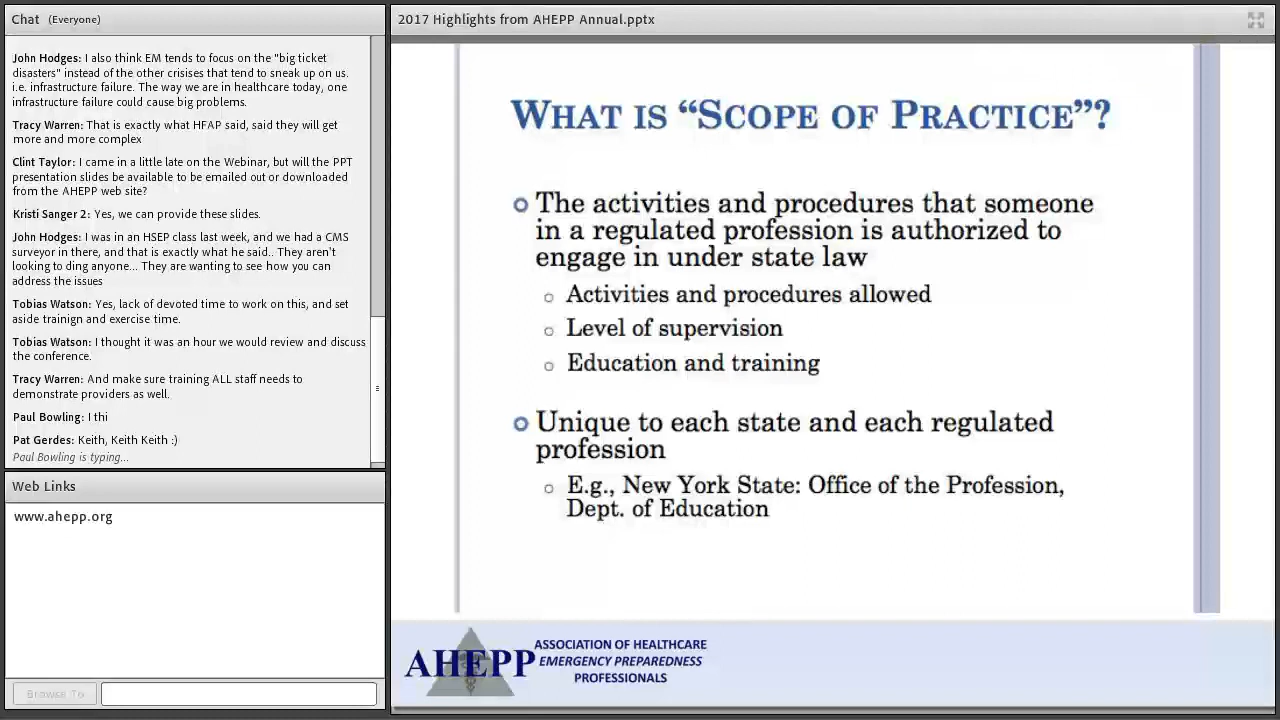 Chat (Everyone)
John Hodges: I also think EM tends to focus on the "big ticket
disasters" instead of the other crisises that tend to sneak up on us.
i.e. infrastructure failure. The way we are in healthcare today, one
infrastructure failure could cause big problems.
Tracy Warren: That is exactly what HFAP said, said they will get
more and more complex
Clint Taylor: I came in a little late on the Webinar, but will the PPT
presentation slides be available to be emailed out or downloaded
from the AHEPP web site?
Kristi Sanger 2: Yes, we can provide these slides.
John Hodges: I was in an HSEP class last week, and we had a CMS
surveyor in there, and that is exactly what he said.. They aren't
looking to ding anyone... They are wanting to see how you can
address the issues
Tobias Watson: Yes, lack of devoted time to work on this, and set
aside trainign and exercise time.
Tobias Watson: I thought it was an hour we would review and discuss
the conference.
Tracy Warren: And make sure training ALL staff needs to
demonstrate providers as well.
Paul Bowling: I thi
Pat Gerdes: Keith, Keith Keith :)
Paul Bowling is typing...
Web Links
www.ahepp.org
Browse To
2017 Highlights from AHEPP Annual.pptx
WHAT IS “SCOPE OF PRACTICE”?
The activities and procedures that someone
in a regulated profession is authorized to
engage in under state law
Activities and procedures allowed
Level of supervision
Education and training
Unique to each state and each regulated
profession
E.g., New York State: Office of the Profession,
Dept. of Education
AHEPP
ASSOCIATION OF HEALTHCARE
EMERGENCY PREPAREDNESS
PROFESSIONALS